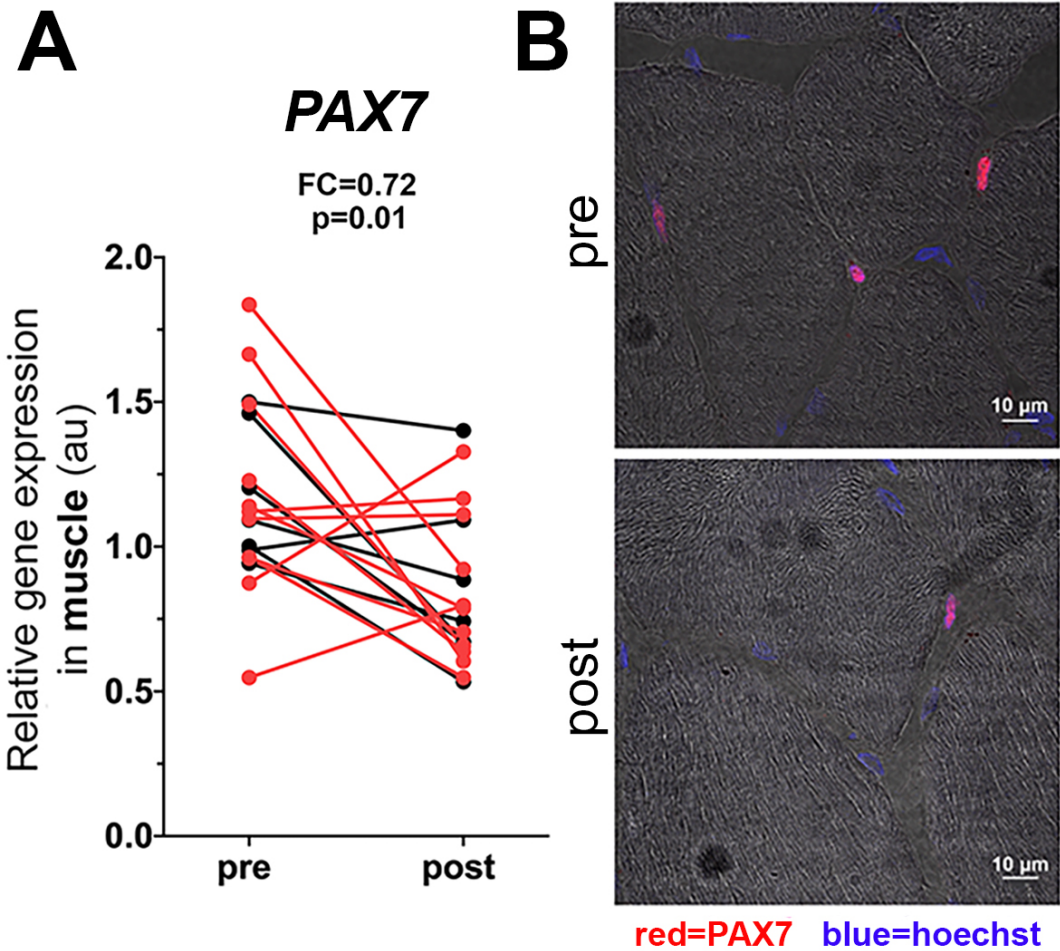 A
PAX7
FC=0.72
p=0.01
Relative gene expression
in muscle (au)
2.0
1.5
1.0
0.5
0.0
pre
post
B
pre
10 µm
post
10 µm
red=PAX7 blue=hoechst